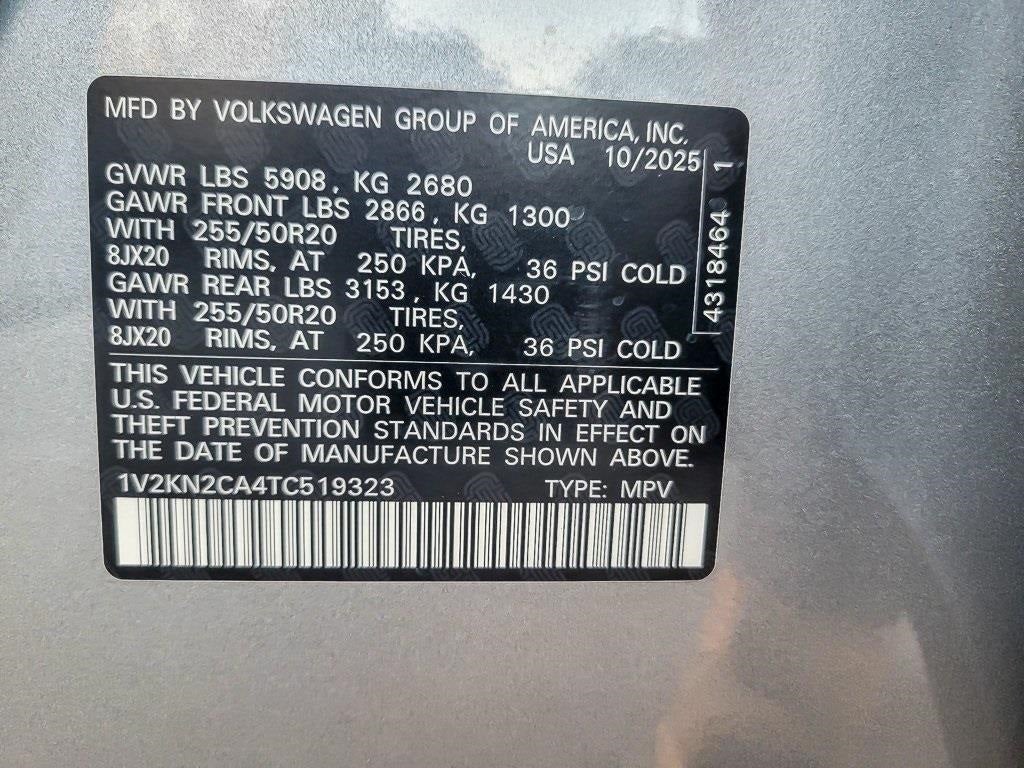 MFD BY VOLKSWAGEN GROUP OF AMERICA, INC.
USA 10/2025
GVWR LBS 5908, KG 2680
GAWR FRONT LBS 2866, KG 1300
WITH 255/50R20 TIRES,
8JX20 RIMS, AT 250 KPA, 36 PSI COLD
GAWR REAR LBS 3153, KG 1430
WITH 255/50R20 TIRES,
8JX20 RIMS, AT 250 KPA, 36 PSI COLD
4318464 1
THIS VEHICLE CONFORMS TO ALL APPLICABLE
U.S. FEDERAL MOTOR VEHICLE SAFETY AND
THEFT PREVENTION STANDARDS IN EFFECT ON
THE DATE OF MANUFACTURE SHOWN ABOVE.
1V2KN2CA4TC519323 TYPE: MPV